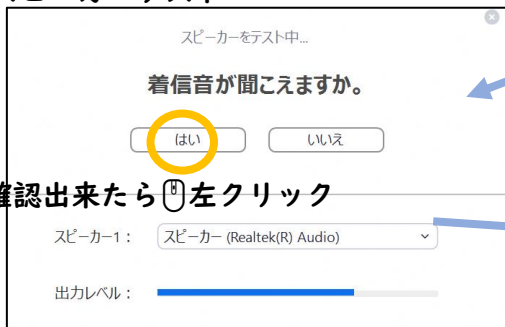 スピーカーをテスト中...
着信音が聞こえますか。
はい
いいえ
確認出来たら左クリック
スピーカー1： スピーカー (Realtek(R) Audio)
出力レベル：